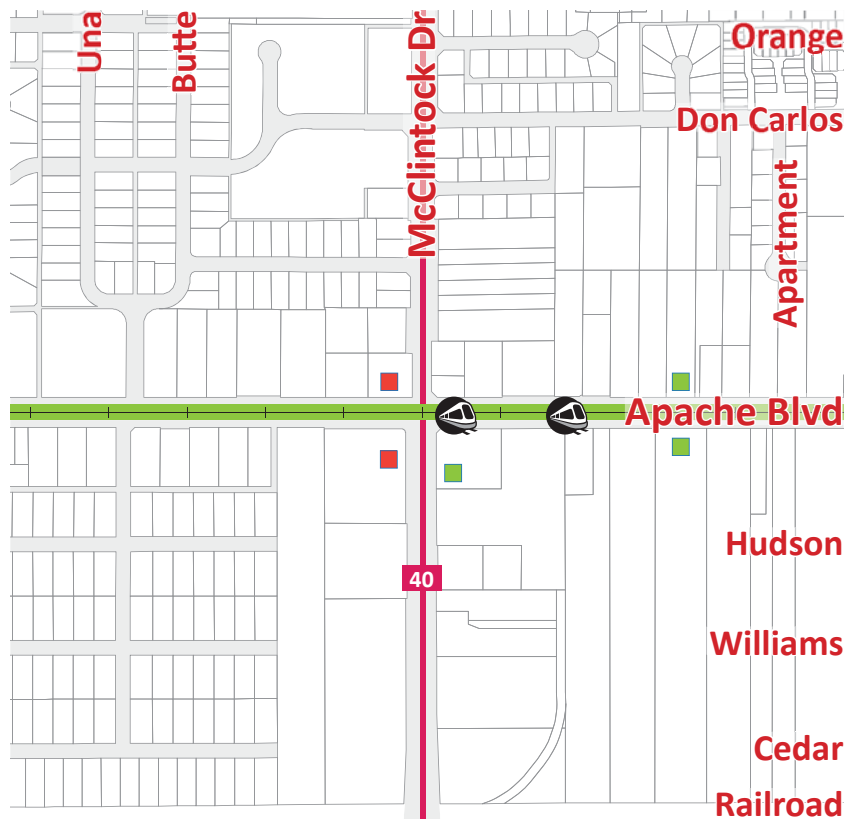 Una
Butte
McClintock Dr
Orange
Don Carlos
Apartment
Apache Blvd
Hudson
40
Williams
Cedar
Railroad